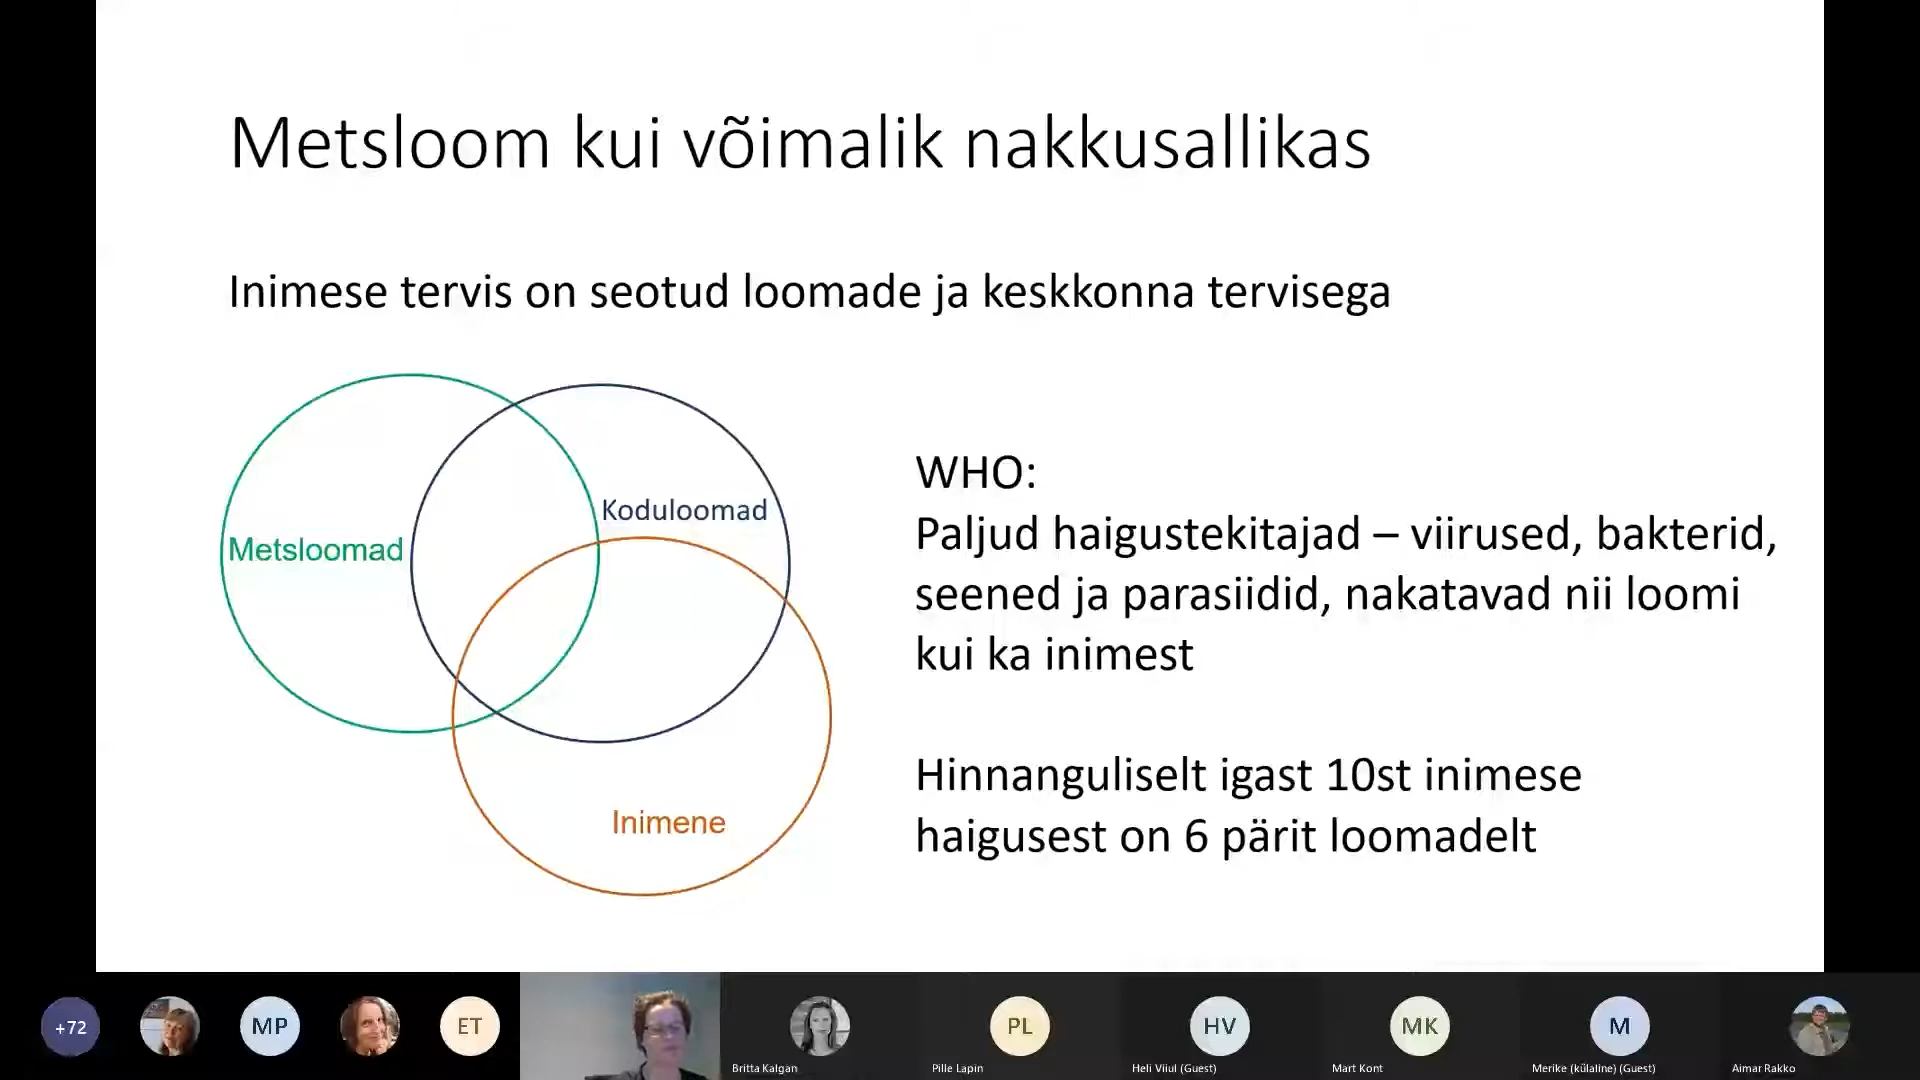 Metsloom kui võimalik nakkusallikas
Inimese tervis on seotud loomade ja keskkonna tervisega
Metsloomad
Koduloomad
Inimene
WHO:
Paljud haigustekitajad – viirused, bakterid,
seened ja parasiidid, nakatavad nii loomi
kui ka inimest
Hinnanguliselt igast 10st inimese
haigusest on 6 pärit loomadelt
+72
MP
ET
PL
HV
MK
M
Britta Kalgan
Pille Lapin
Heli Viiul (Guest)
Mart Kont
Merike (külaline) (Guest)
Aimar Rakko